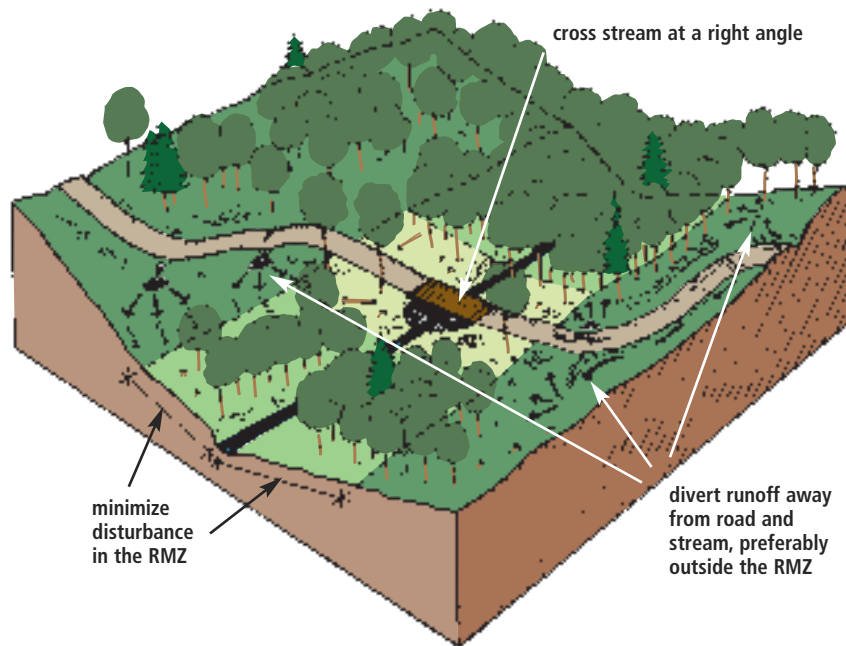 cross stream at a right angle
minimize
disturbance
in the RMZ
divert runoff away
from road and
stream, preferably
outside the RMZ